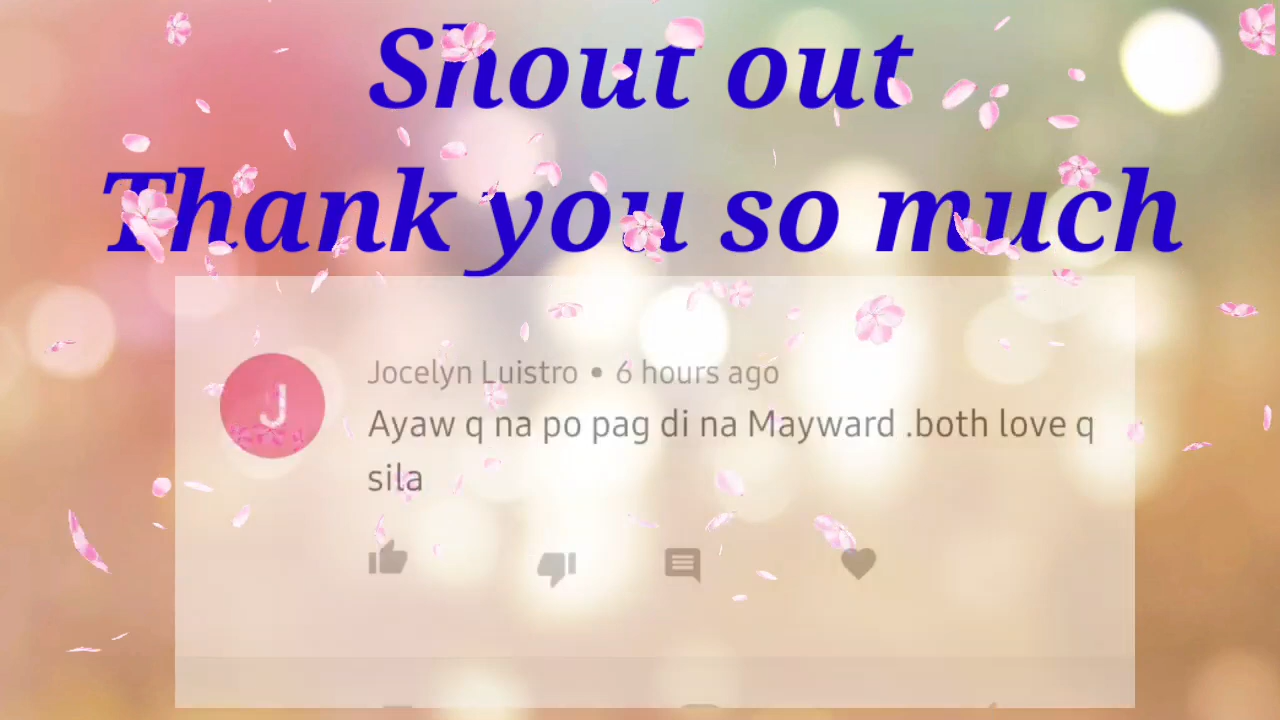 Shout out
Thank you so much
J
Jocelyn Luistro • 6 hours ago
Ayaw q na po pag di na Mayward .both love q
sila